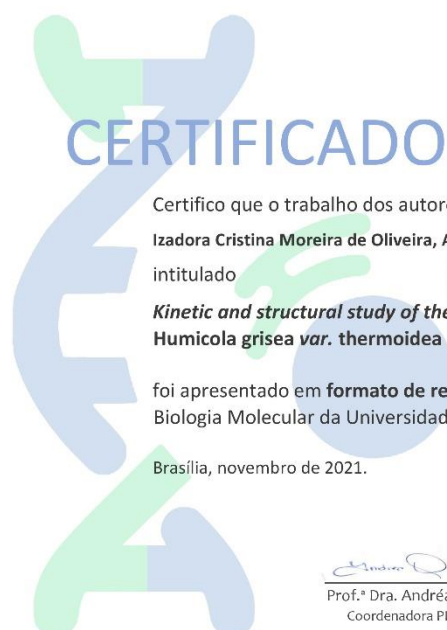 CERTIFICADO
Certifico que o trabalho dos autor
Izadora Cristina Moreira de Oliveira, A
intitulado
Kinetic and structural study of the
Humicola grisea var. thermoidea
foi apresentado em formato de re
Biologia Molecular da Universidad
Brasília, novembro de 2021.
Prof.ª Dra. Andréa
Coordenadora P